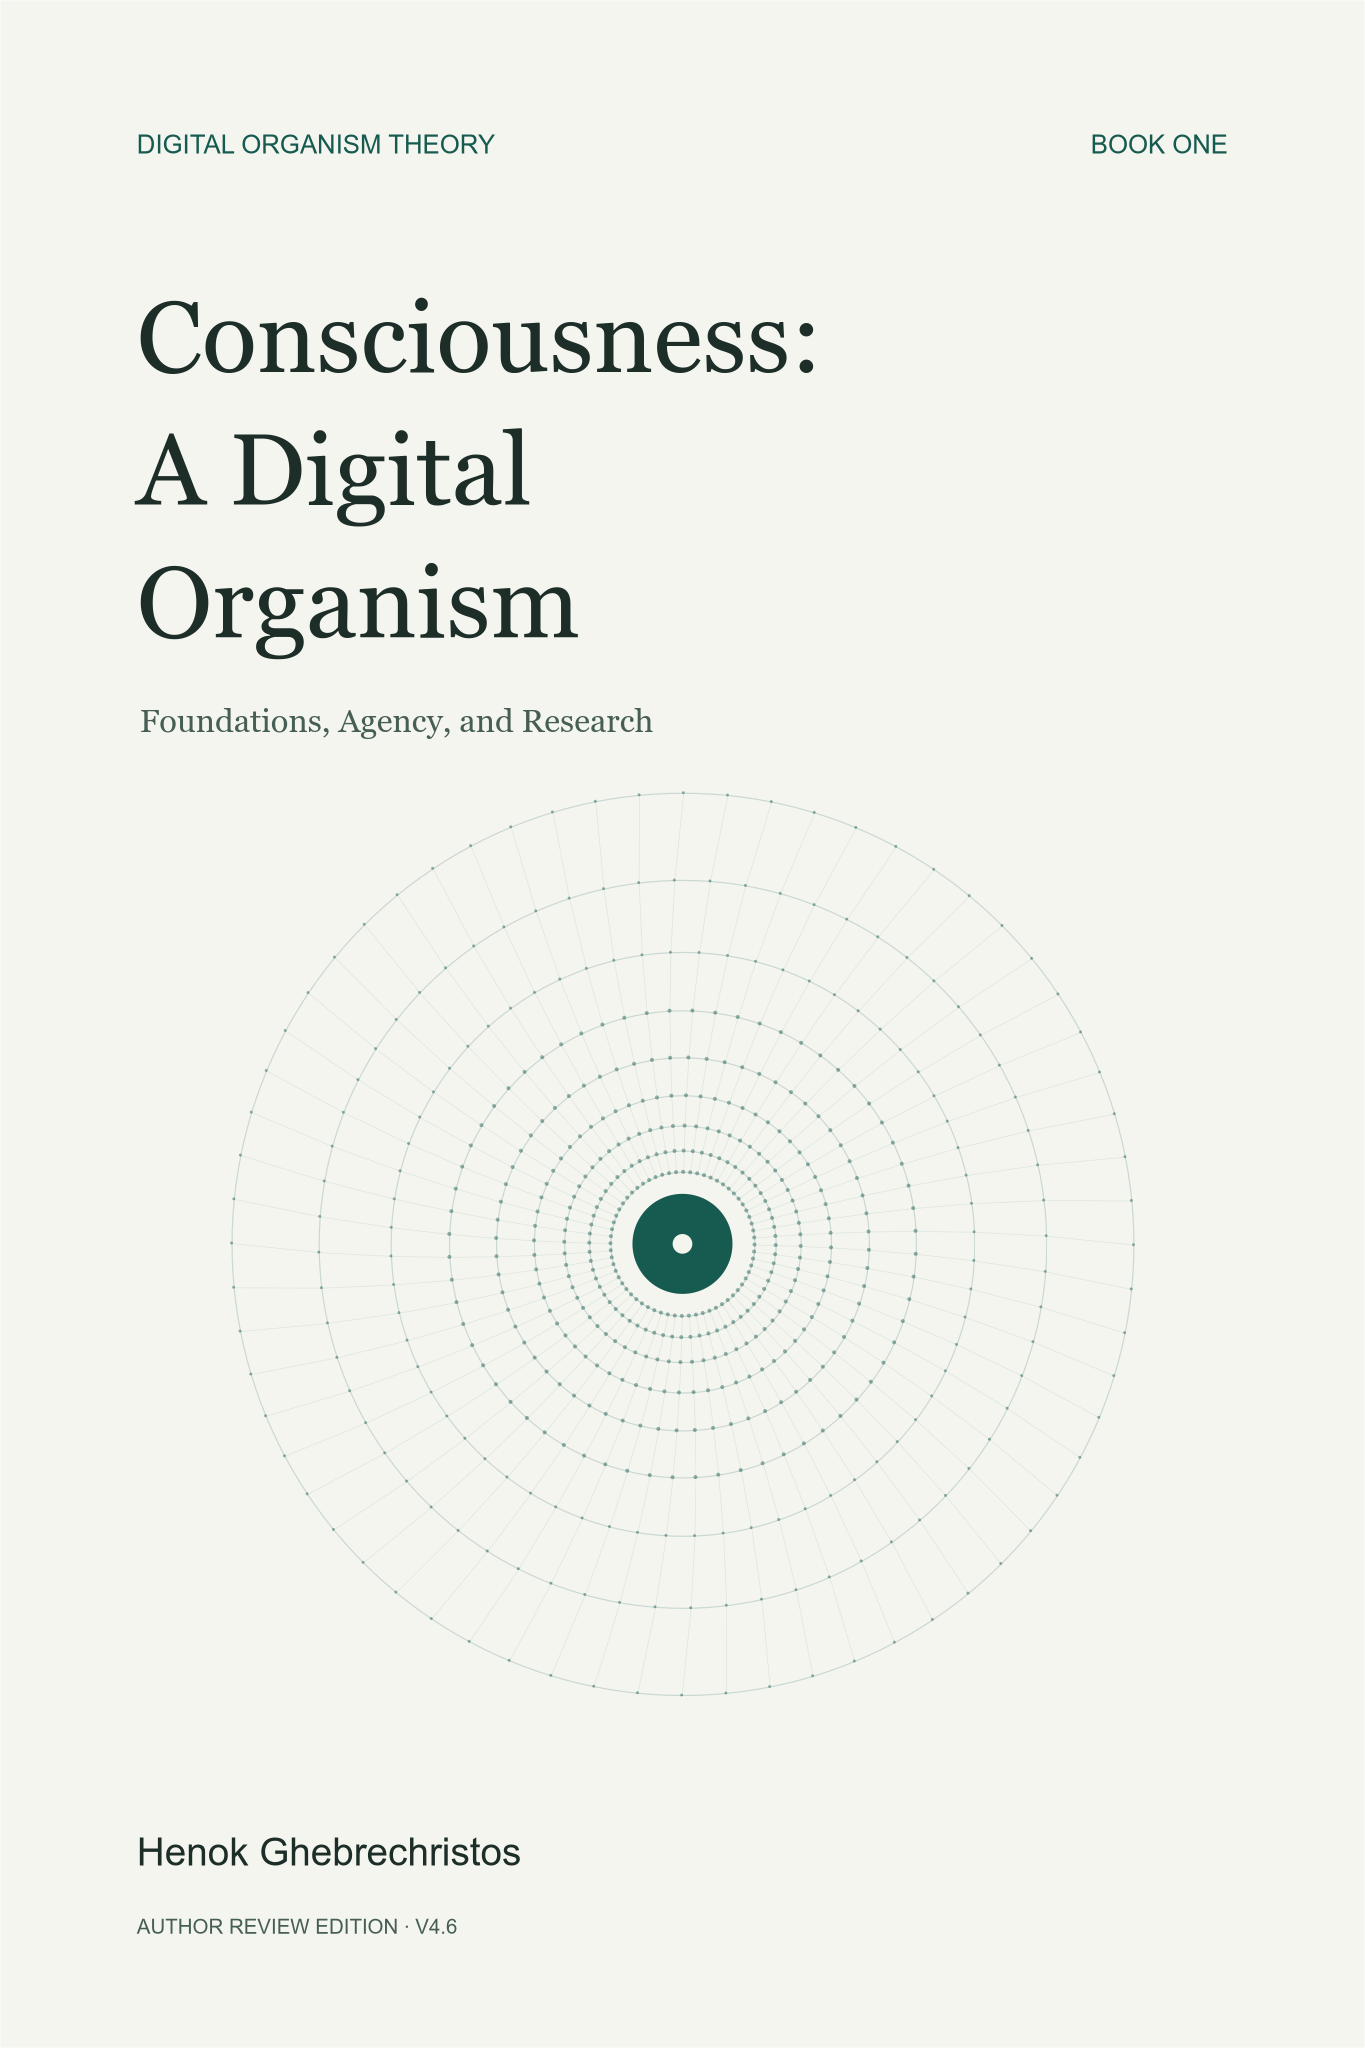 DIGITAL ORGANISM THEORY
BOOK ONE
Consciousness:
A Digital
Organism
Foundations, Agency, and Research
Henok Ghebrechristos
AUTHOR REVIEW EDITION · V4.6